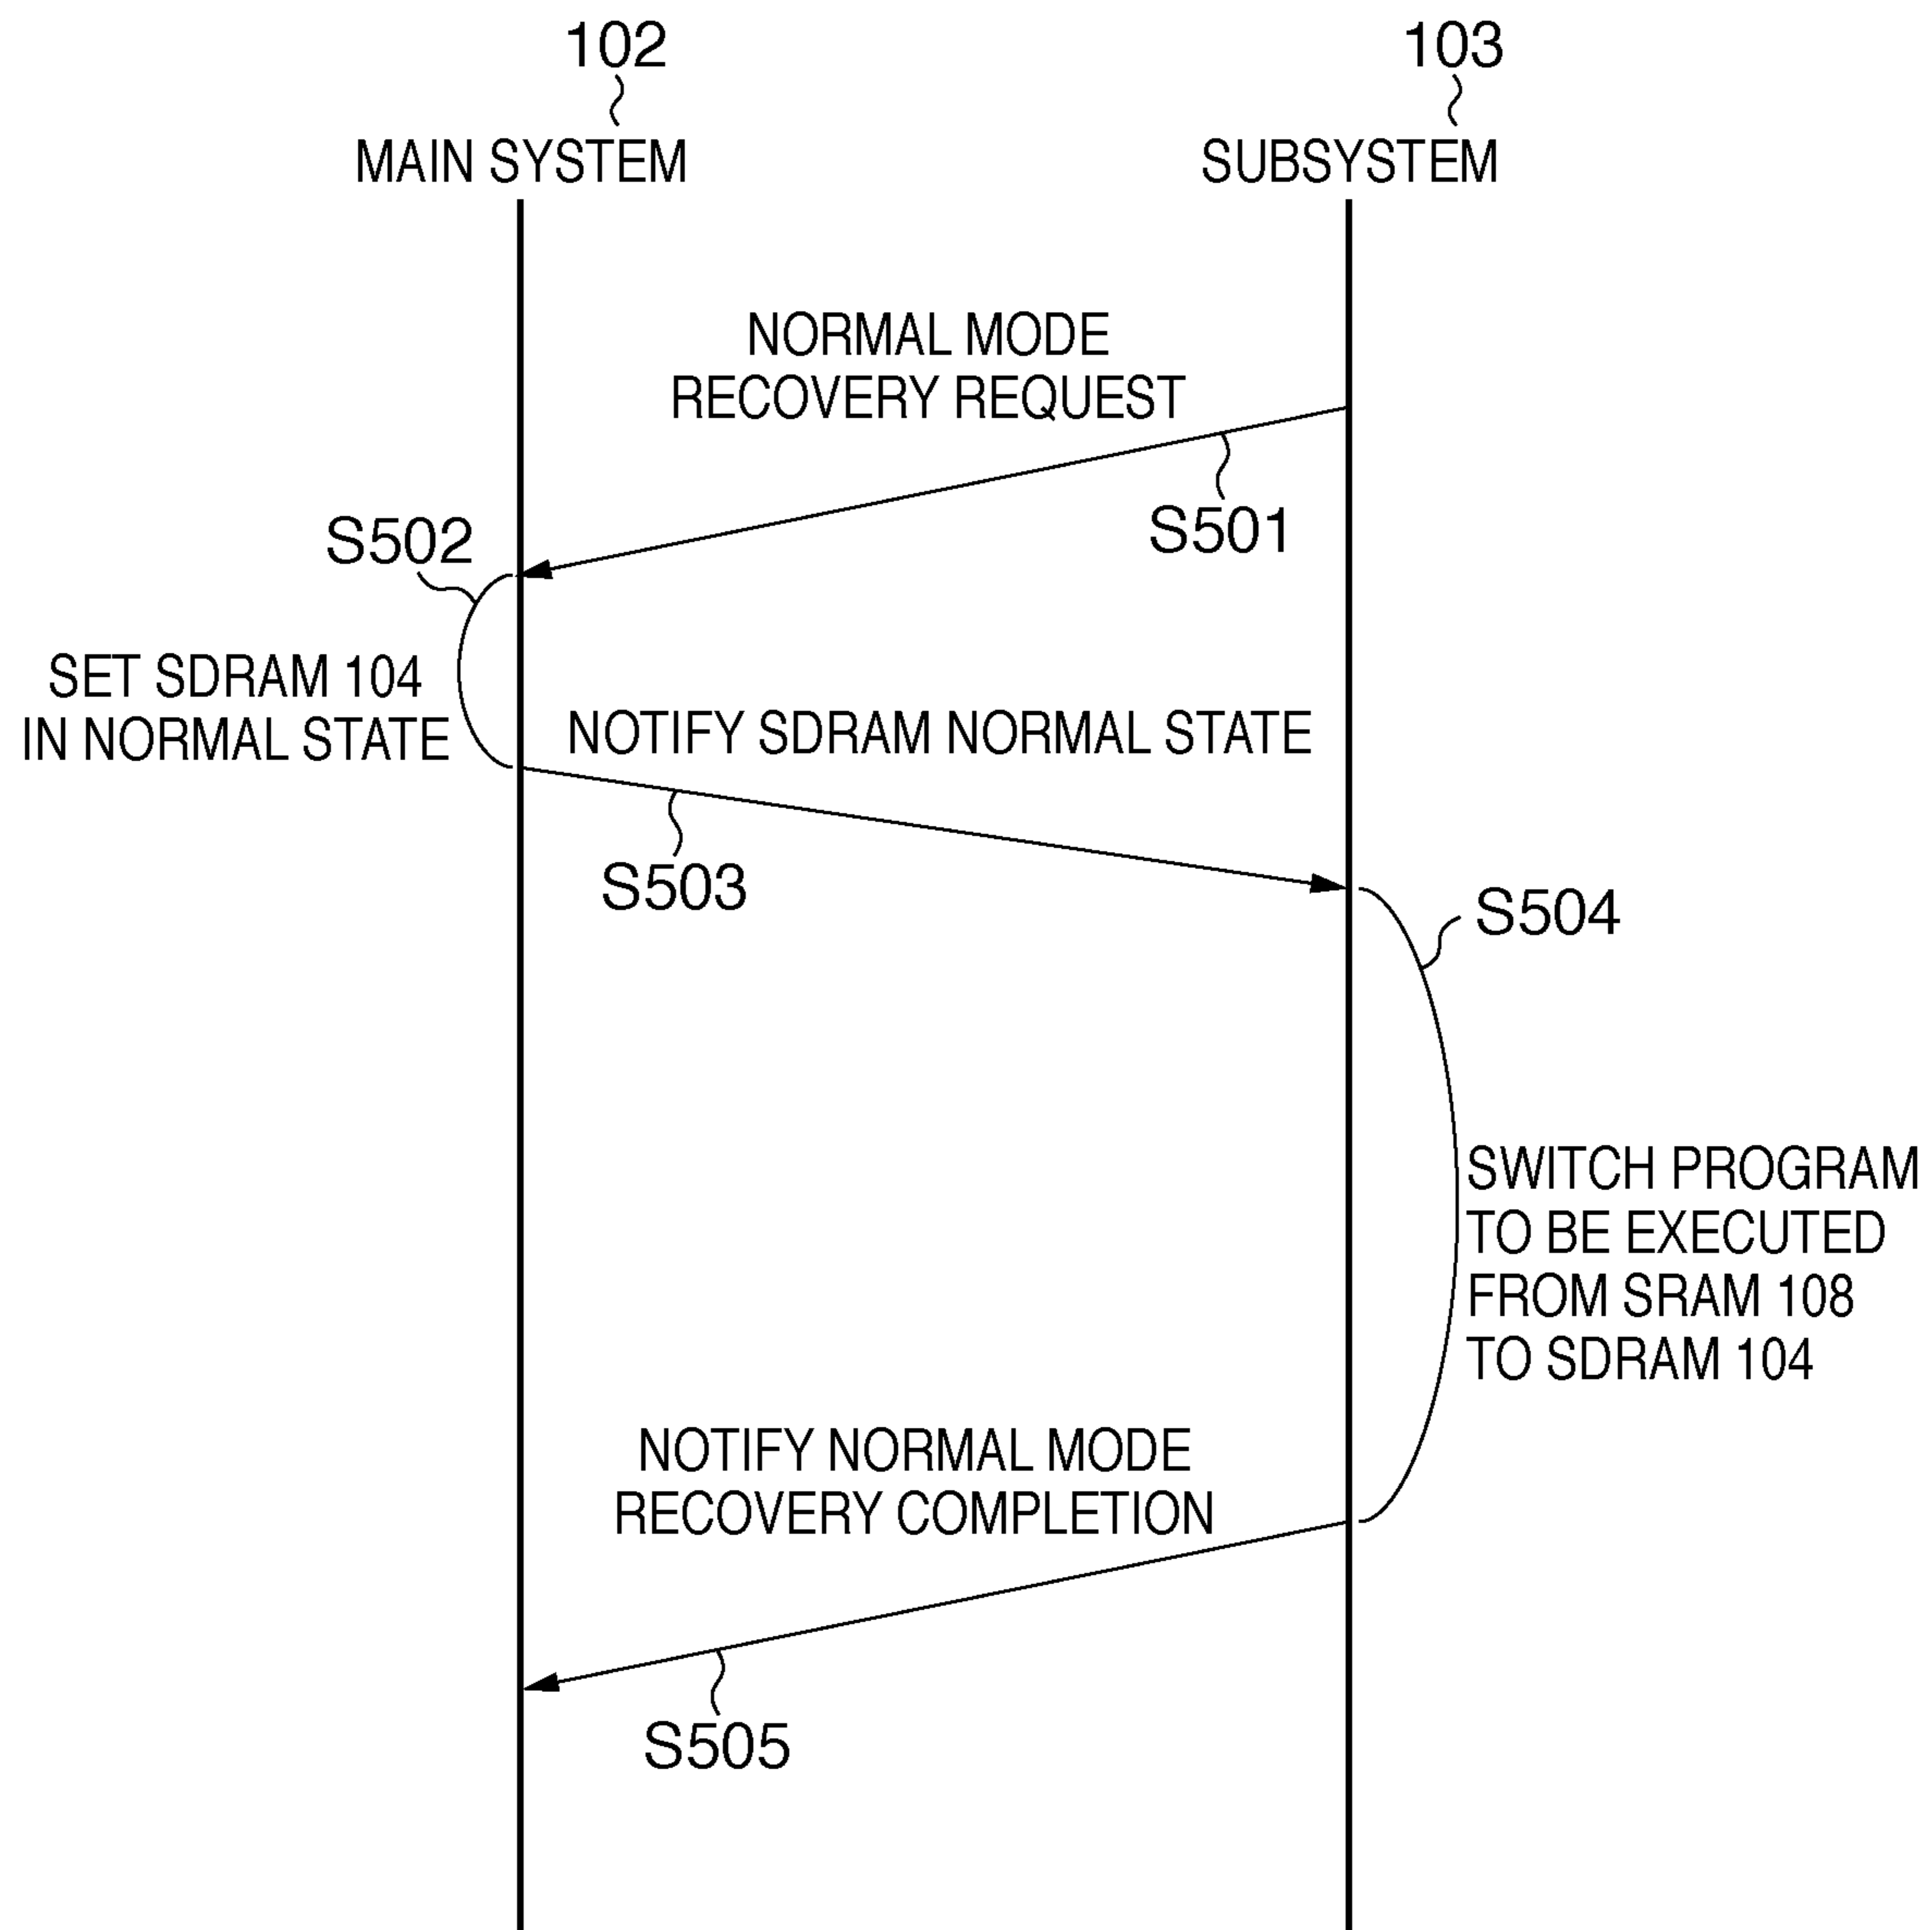 102
103
MAIN SYSTEM
SUBSYSTEM
NORMAL MODE
RECOVERY REQUEST
S501
S502
SET SDRAM 104
IN NORMAL STATE
NOTIFY SDRAM NORMAL STATE
S503
S504
SWITCH PROGRAM
TO BE EXECUTED
FROM SRAM 108
TO SDRAM 104
NOTIFY NORMAL MODE
RECOVERY COMPLETION
S505